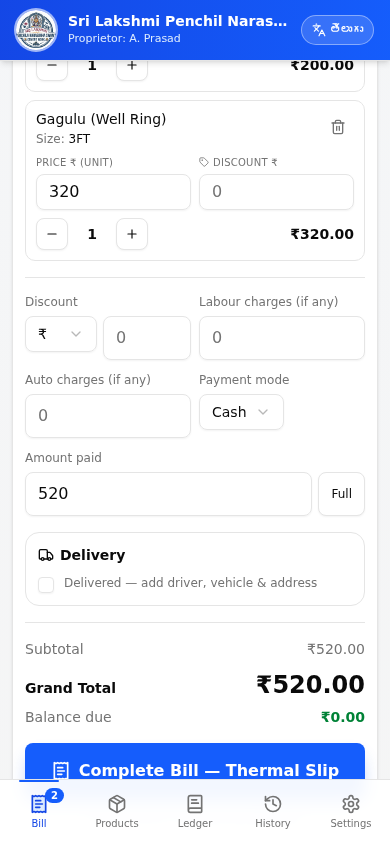 Sri Lakshmi Penchil Naras...
Proprietor: A. Prasad
తెలుగు
1
₹200.00
Gagulu (Well Ring)
Size: 3FT
PRICE ₹ (UNIT)
DISCOUNT ₹
320
0
1
₹320.00
Discount
Labour charges (if any)
₹
0
0
Auto charges (if any)
Payment mode
0
Cash
Amount paid
520
Full
Delivery
Delivered — add driver, vehicle & address
Subtotal
₹520.00
Grand Total
₹520.00
Balance due
₹0.00
Complete Bill — Thermal Slip
2
Bill
Products
Ledger
History
Settings